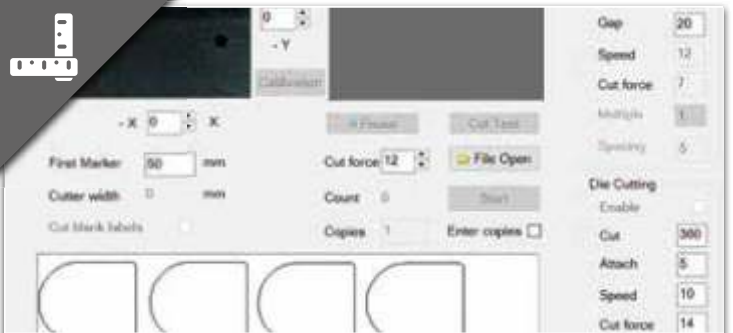 0
Gap 20
- Y
Speed 12
Calibration
Cut force 7
- X 0 X
Pause
Cut Test
Multiple 1
Spacing 5
First Marker 50 mm
Cut force 12
File Open
Cutter width 0 mm
Count 0
Start
Die Cutting
Enable
Cut blank labels
Copies 1
Enter copies
Cut 360
Attach 5
Speed 10
Cut force 14